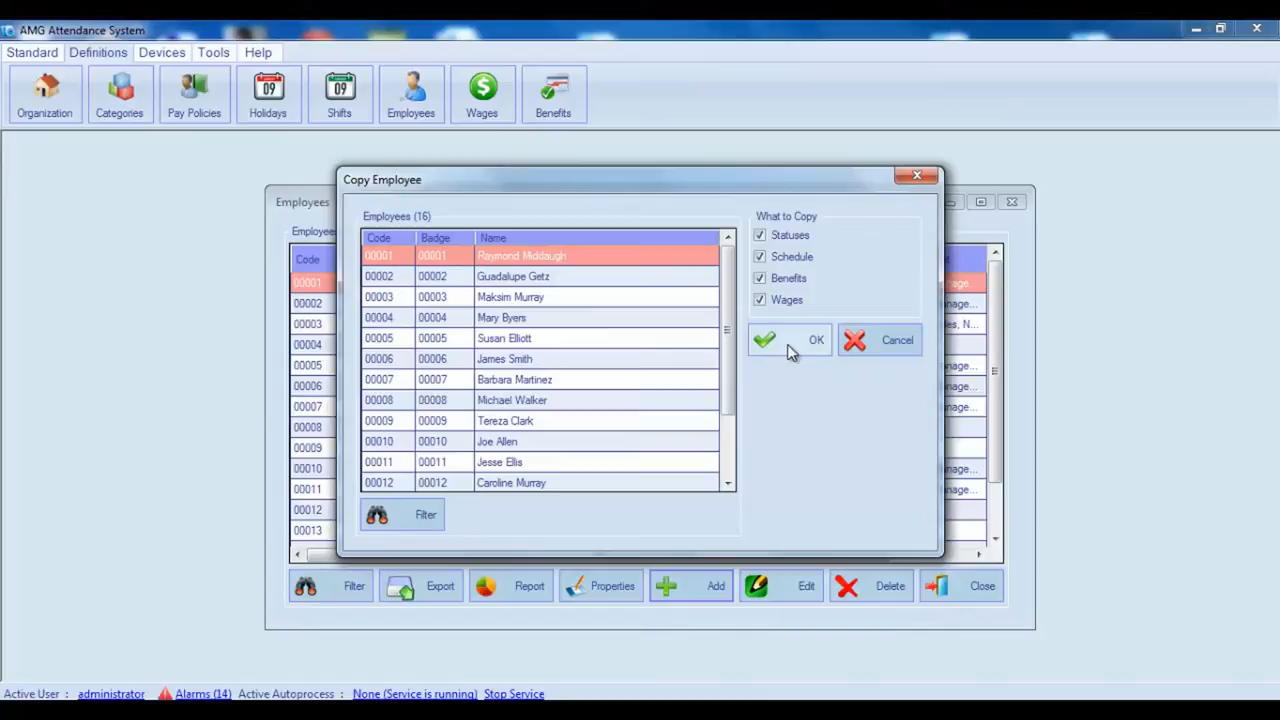 AMG Attendance System
Standard Definitions Devices Tools Help
09 09 $
Organization Categories Pay Policies Holidays Shifts Employees Wages Benefits
Employees
Copy Employee
Employees (16)
What to Copy
Code Badge Name
Statuses
00001 00001 Raymond Middaugh
Schedule
00002 00002 Guadalupe Getz
Benefits
00003 00003 Maksim Murray
Wages
00004 00004 Mary Byers
00005 00005 Susan Elliott
OK Cancel
00006 00006 James Smith
00007 00007 Barbara Martinez
00008 00008 Michael Walker
00009 00009 Tereza Clark
00010 00010 Joe Allen
00011 00011 Jesse Ellis
00012 00012 Caroline Murray
Filter
Code
00001
00002
00003
00004
00005
00006
00007
00008
00009
00010
00011
00012
00013
Filter Export Report Properties Add Edit Delete Close
Active User : administrator Alarms (14) Active Autoprocess : None (Service is running) Stop Service